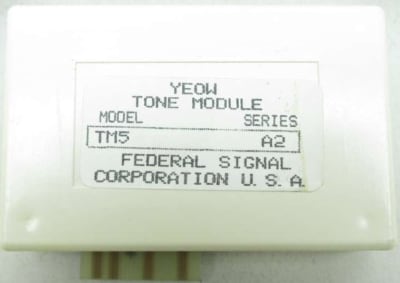 YEOW
TONE MODULE
MODEL SERIES
TM5 A2
FEDERAL SIGNAL
CORPORATION U.S.A.